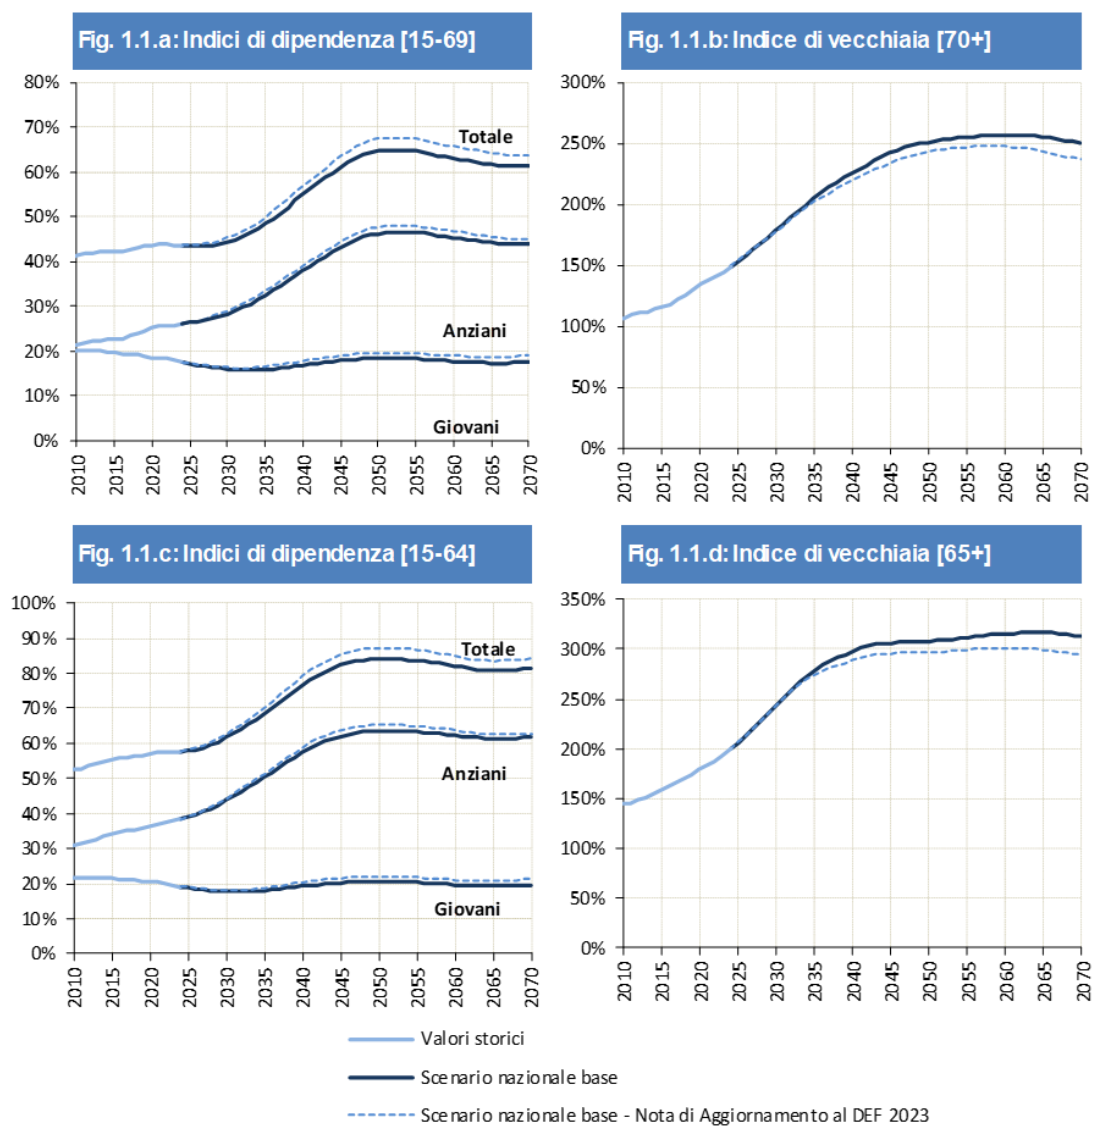 Fig. 1.1.a: Indici di dipendenza [15-69]
80%
70%
60%
50%
40%
30%
20%
10%
0%
Totale
Anziani
Giovani
2010 2015 2020 2025 2030 2035 2040 2045 2050 2055 2060 2065 2070
Fig. 1.1.b: Indice di vecchiaia [70+]
300%
250%
200%
150%
100%
50%
0%
2010 2015 2020 2025 2030 2035 2040 2045 2050 2055 2060 2065 2070
Fig. 1.1.c: Indici di dipendenza [15-64]
100%
90%
80%
70%
60%
50%
40%
30%
20%
10%
0%
Totale
Anziani
Giovani
2010 2015 2020 2025 2030 2035 2040 2045 2050 2055 2060 2065 2070
Fig. 1.1.d: Indice di vecchiaia [65+]
350%
300%
250%
200%
150%
100%
50%
0%
2010 2015 2020 2025 2030 2035 2040 2045 2050 2055 2060 2065 2070
Valori storici
Scenario nazionale base
Scenario nazionale base - Nota di Aggiornamento al DEF 2023